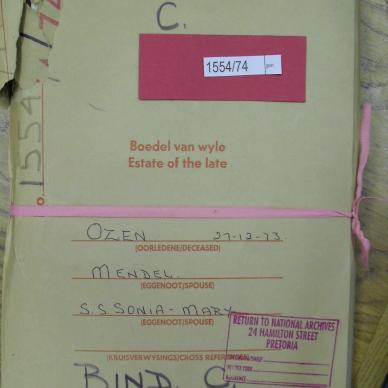 C.
1554/74
1554
Boedel van wyle
Estate of the late
OZEN 27-12-73
(OORLEDENE/DECEASED)
MENDEL.
(EGGENOOT/SPOUSE)
S.S. SONIA-MARY
(EGGENOOT/SPOUSE)
RETURN TO NATIONAL ARCHIVES
24 HAMILTON STREET
PRETORIA
(KRUISVERWYSINGS/CROSS
BIND. C